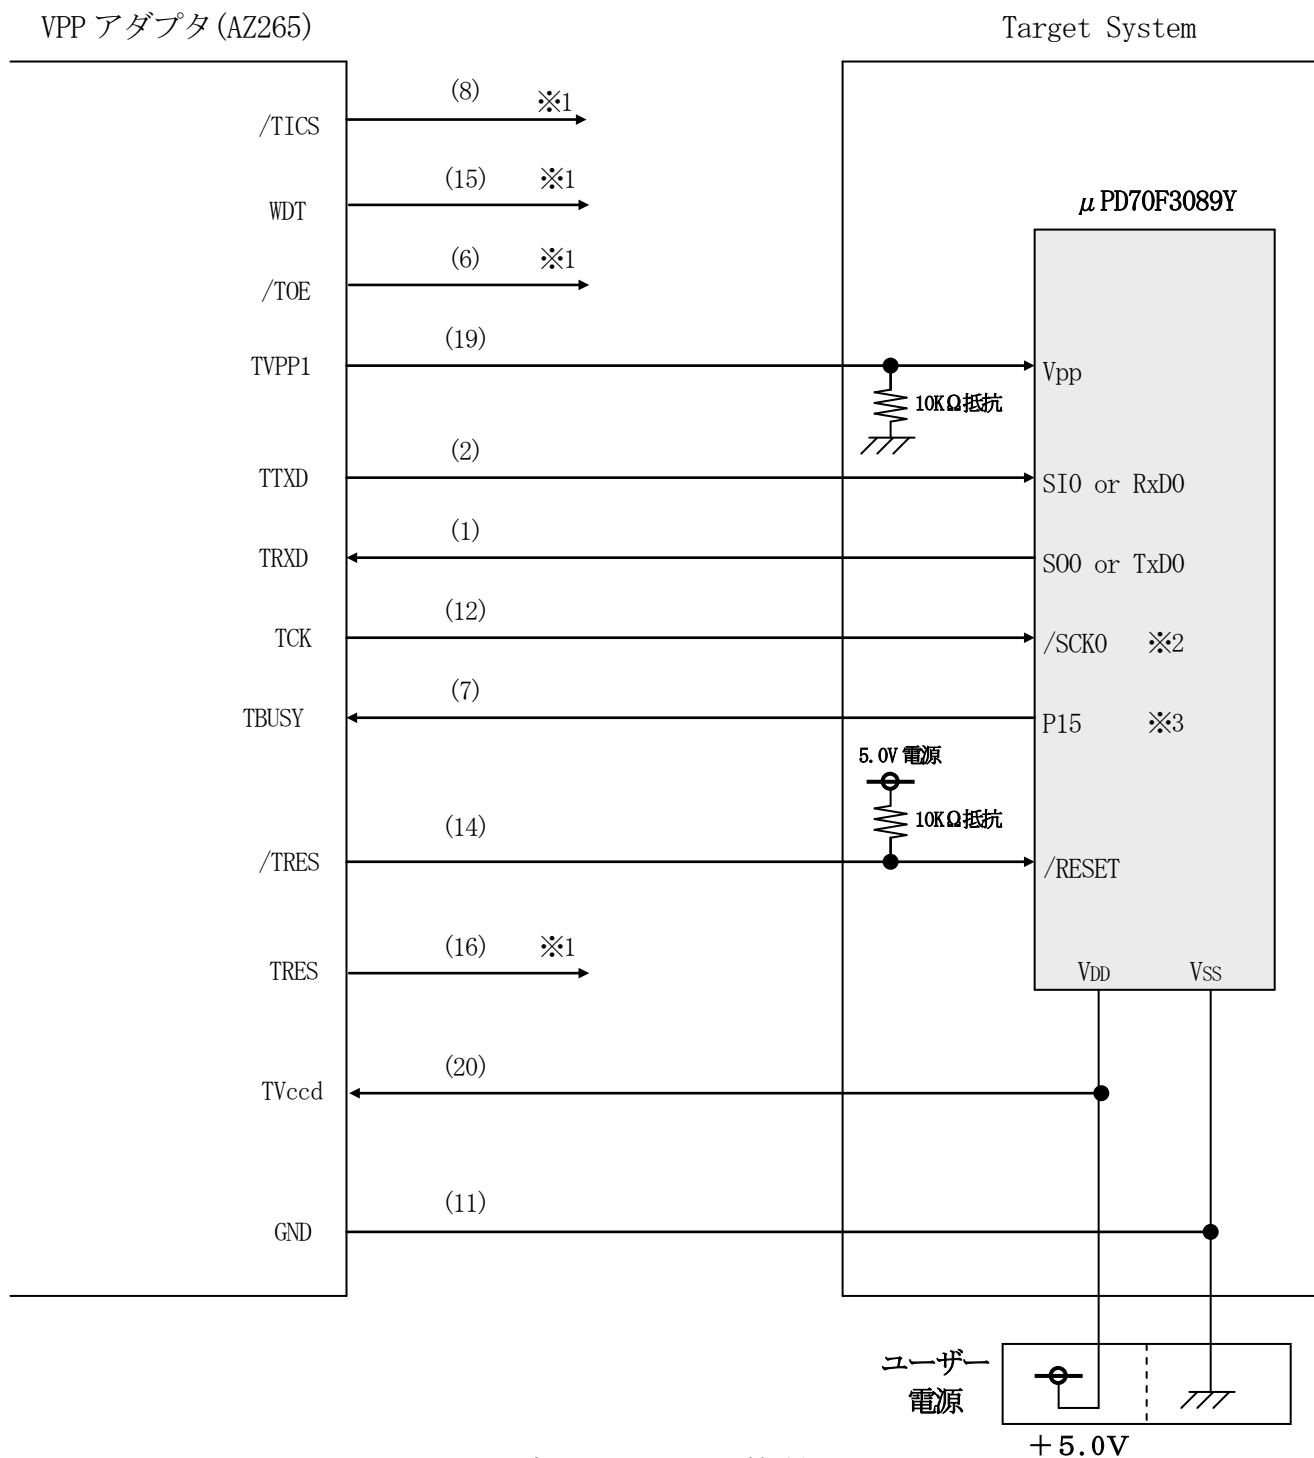 VPP アダプタ(AZ265)
Target System
/TICS (8) ※1
WDT (15) ※1
/TOE (6) ※1
μPD70F3089Y
TVPP1 (19) Vpp
10KΩ抵抗
TTXD (2) SI0 or RxD0
TRXD (1) SO0 or TxD0
TCK (12) /SCK0 ※2
TBUSY (7) P15 ※3
5.0V 電源
10KΩ抵抗
/TRES (14) /RESET
TRES (16) ※1
VDD VSS
TVccd (20)
GND (11)
ユーザー
電源
+5.0V